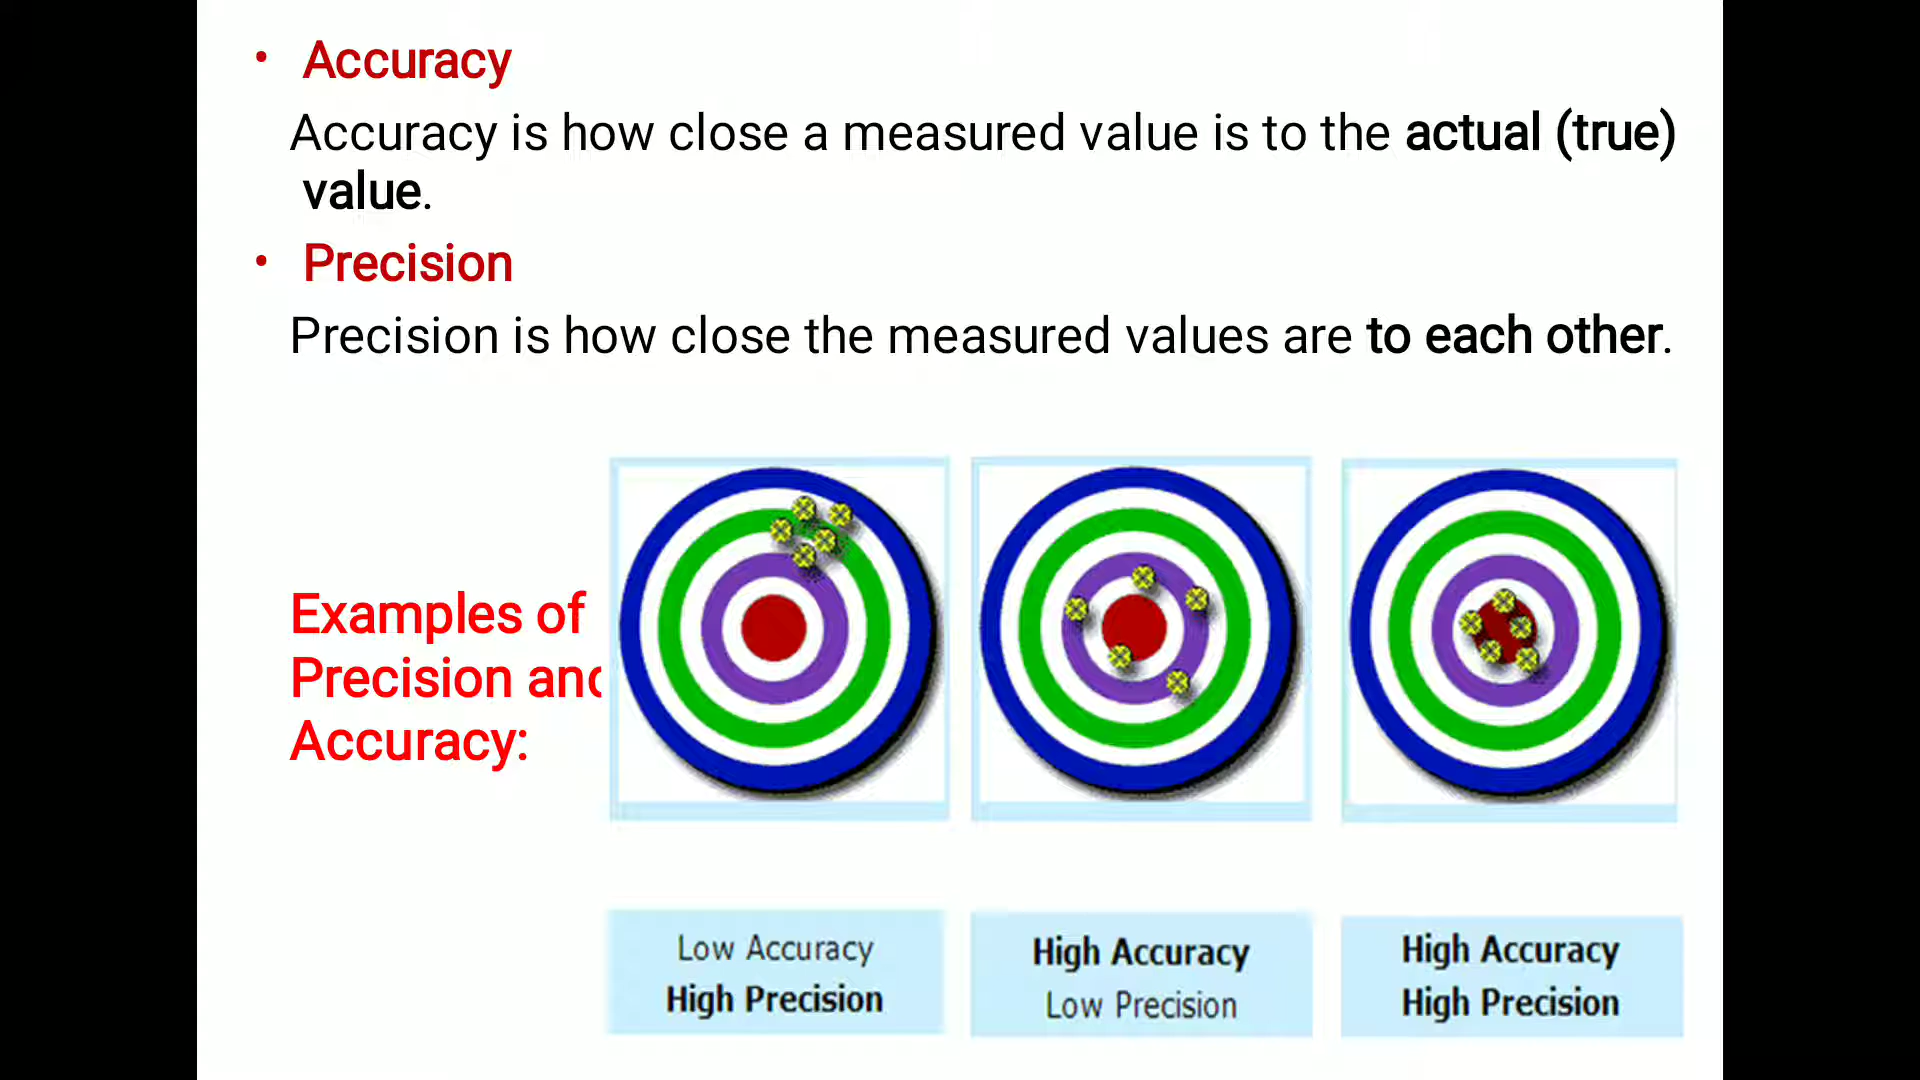 • Accuracy
Accuracy is how close a measured value is to the actual (true)
value.
• Precision
Precision is how close the measured values are to each other.
Examples of
Precision and
Accuracy:
Low Accuracy
High Precision
High Accuracy
Low Precision
High Accuracy
High Precision